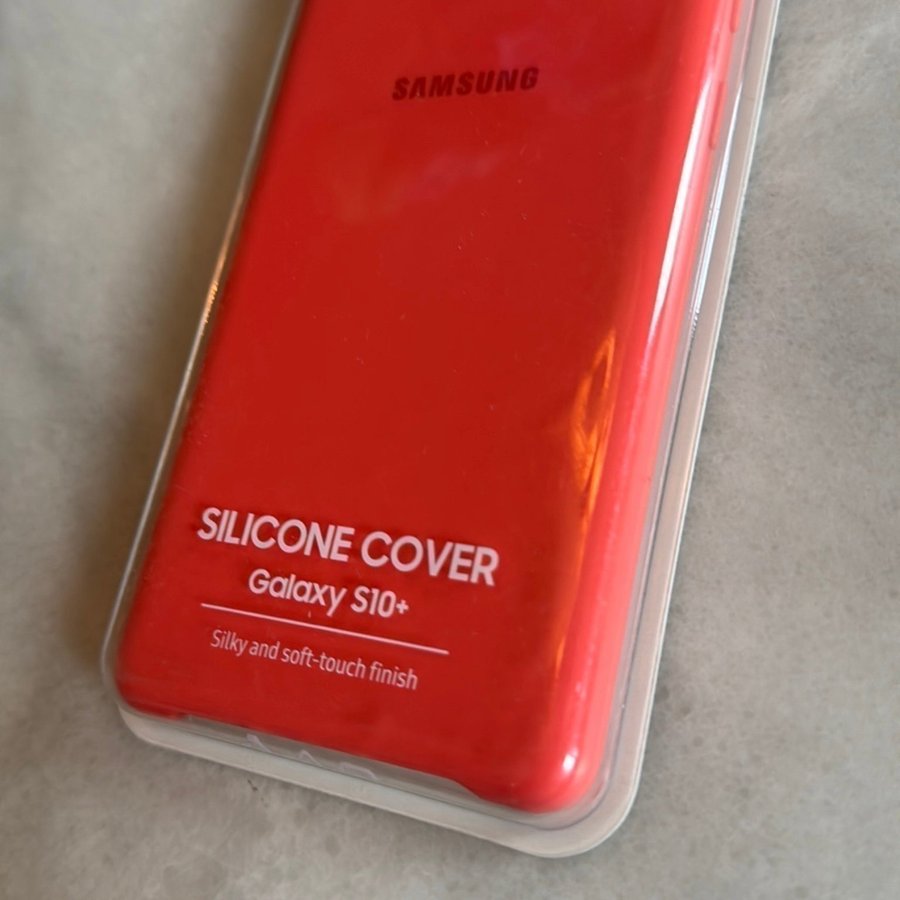 SAMSUNG
SILICONE COVER
Galaxy S10+
Silky and soft-touch finish